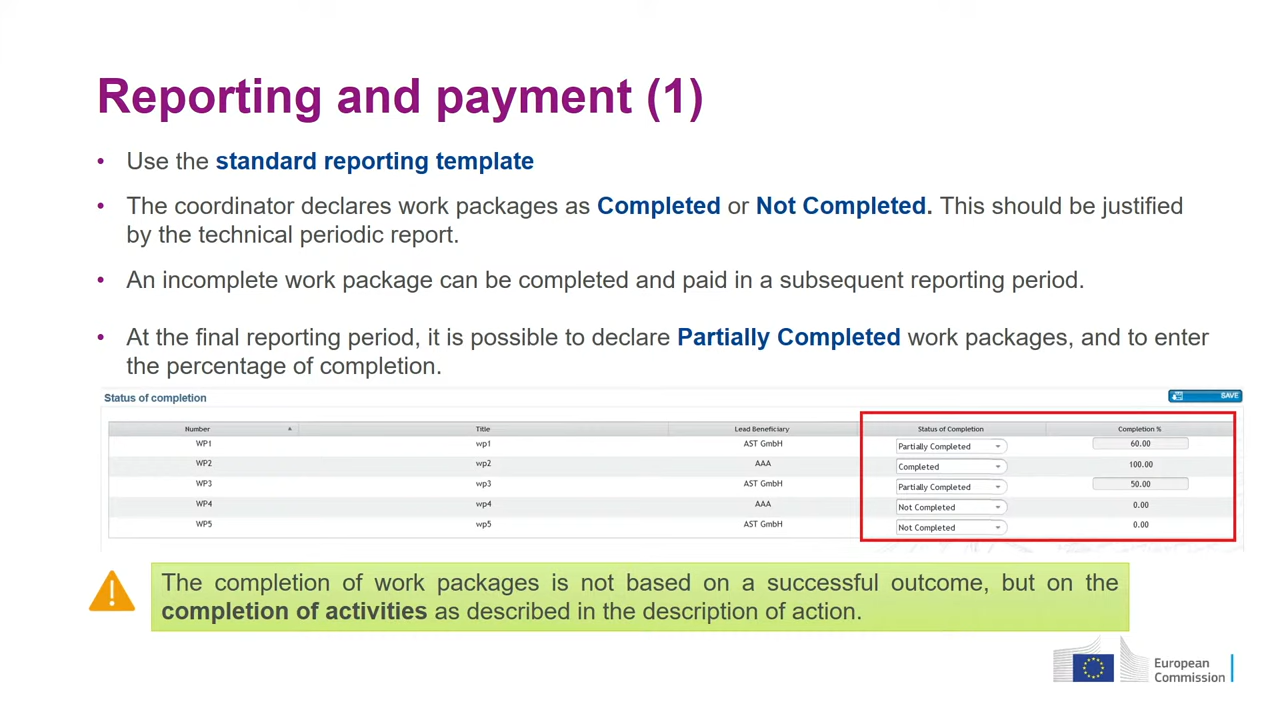 Reporting and payment (1)
• Use the standard reporting template
• The coordinator declares work packages as Completed or Not Completed. This should be justified
by the technical periodic report.
• An incomplete work package can be completed and paid in a subsequent reporting period.
• At the final reporting period, it is possible to declare Partially Completed work packages, and to enter
the percentage of completion.
Status of completion SAVE
Number Title Lead Beneficiary Status of Completion Completion %
WP1 wp1 AST GmbH Partially Completed 60.00
WP2 wp2 AAA Completed 100.00
WP3 wp3 AST GmbH Partially Completed 50.00
WP4 wp4 AAA Not Completed 0.00
WP5 wp5 AST GmbH Not Completed 0.00
The completion of work packages is not based on a successful outcome, but on the
completion of activities as described in the description of action.
European
Commission